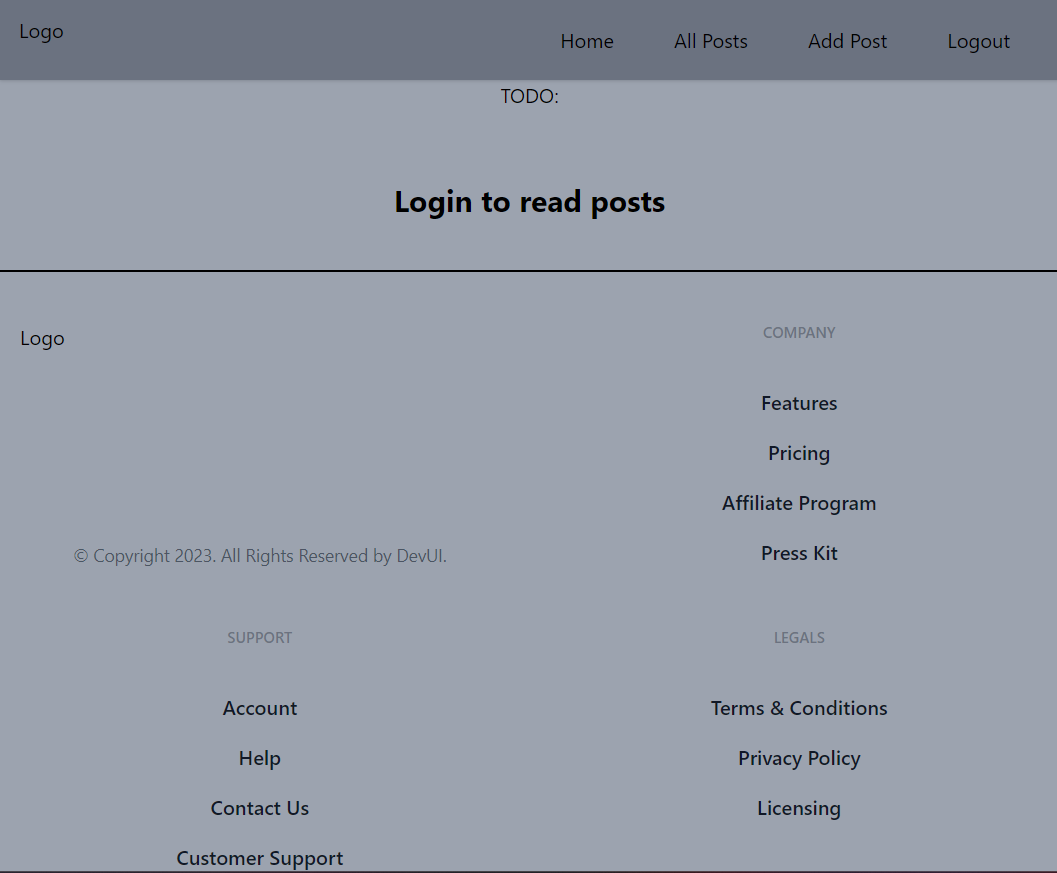 Logo
Home All Posts Add Post Logout
TODO:
Login to read posts
Logo
© Copyright 2023. All Rights Reserved by DevUI.
COMPANY
Features
Pricing
Affiliate Program
Press Kit
SUPPORT
Account
Help
Contact Us
Customer Support
LEGALS
Terms & Conditions
Privacy Policy
Licensing